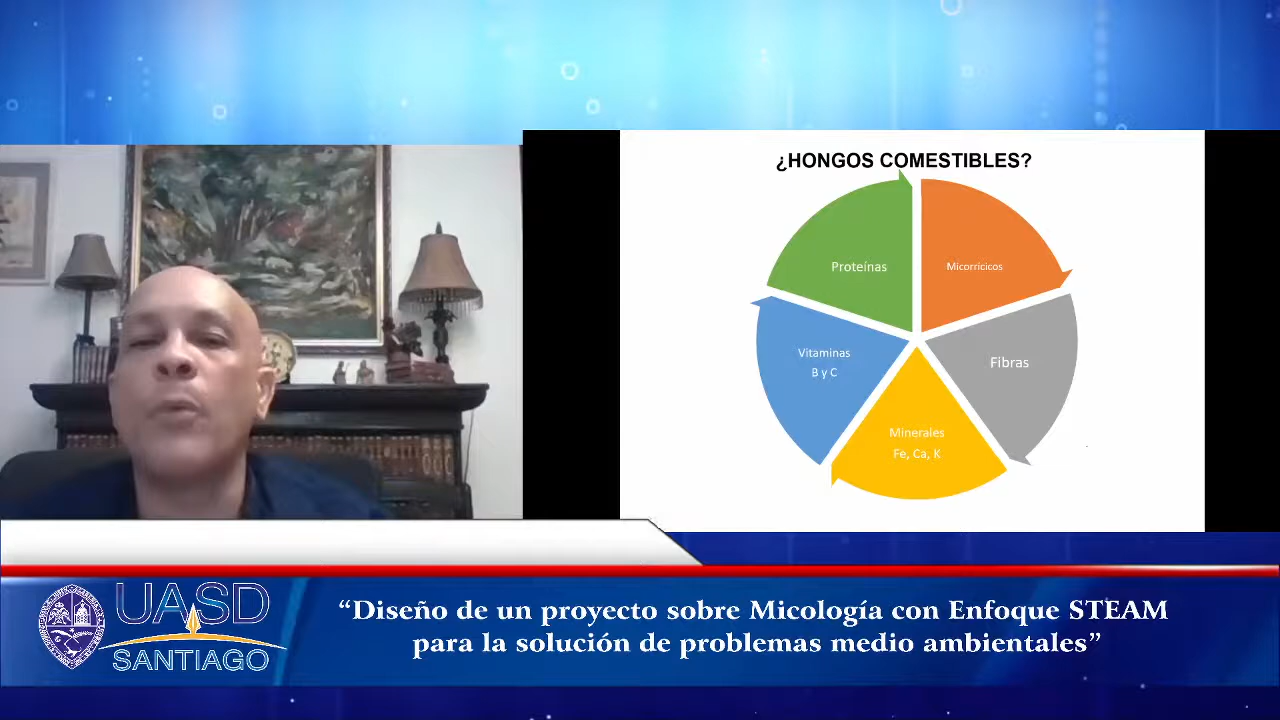 ¿HONGOS COMESTIBLES?
Proteínas
Micorrícicos
Vitaminas
B y C
Fibras
Minerales
Fe, Ca, K
UASD
SANTIAGO
“Diseño de un proyecto sobre Micología con Enfoque STEAM
para la solución de problemas medio ambientales”